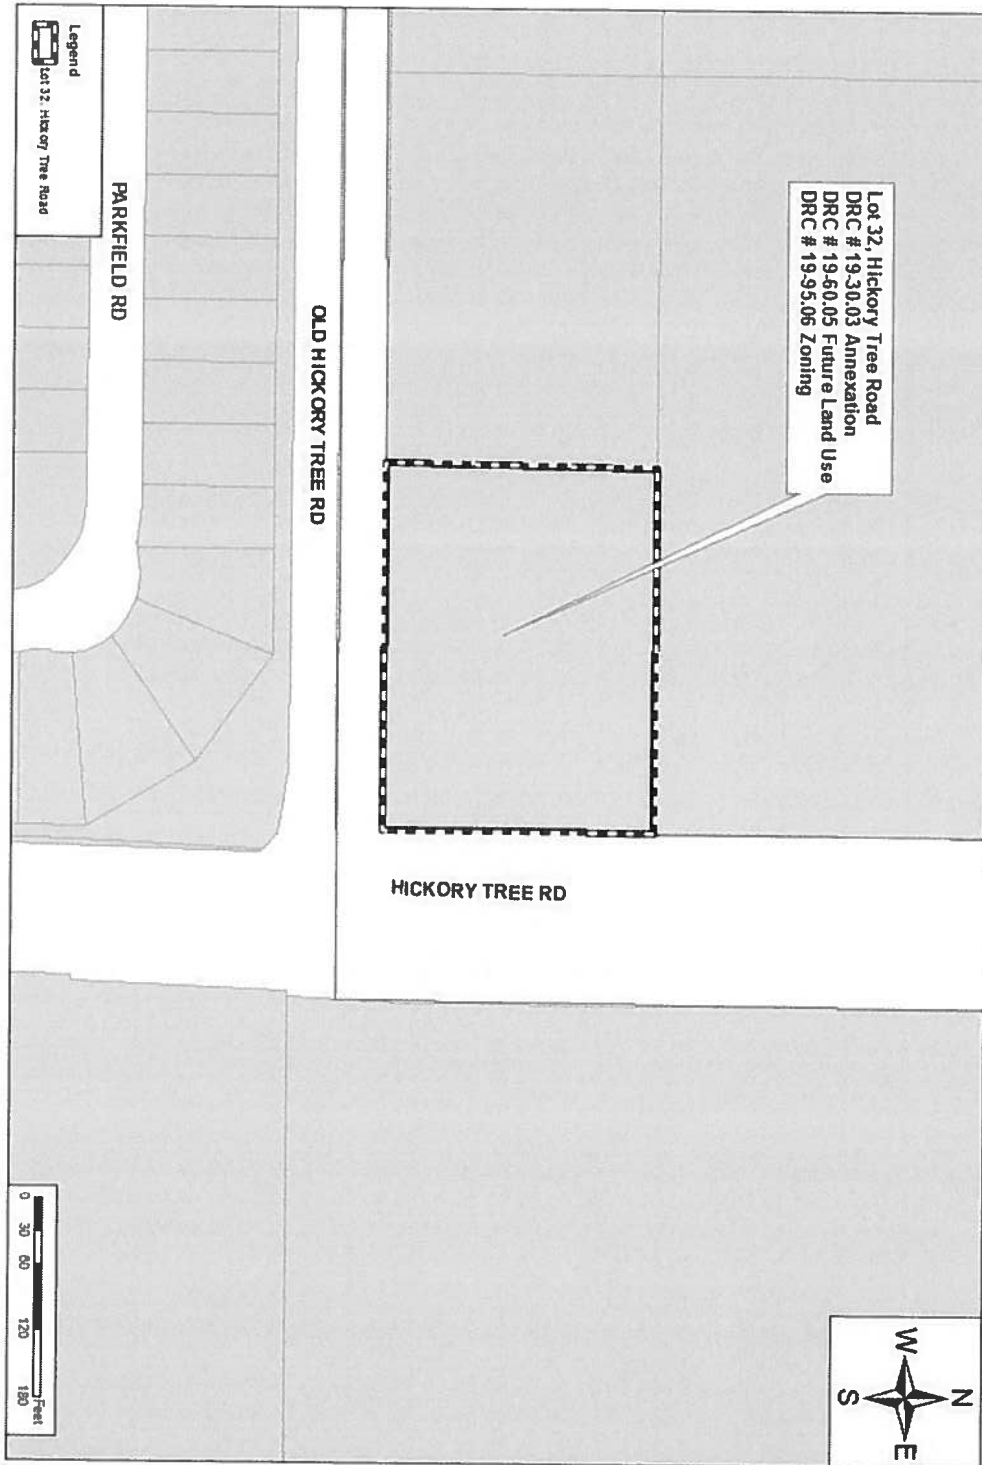 Lot 32, Hickory Tree Road
DRC # 19-30.03 Annexation
DRC # 19-60.05 Future Land Use
DRC # 19-95.06 Zoning
HICKORY TREE RD
OLD HICKORY TREE RD
PARKFIELD RD
Legend
Lot 32, Hickory Tree Road
N
W
E
S
Feet
0 30 60 120 180